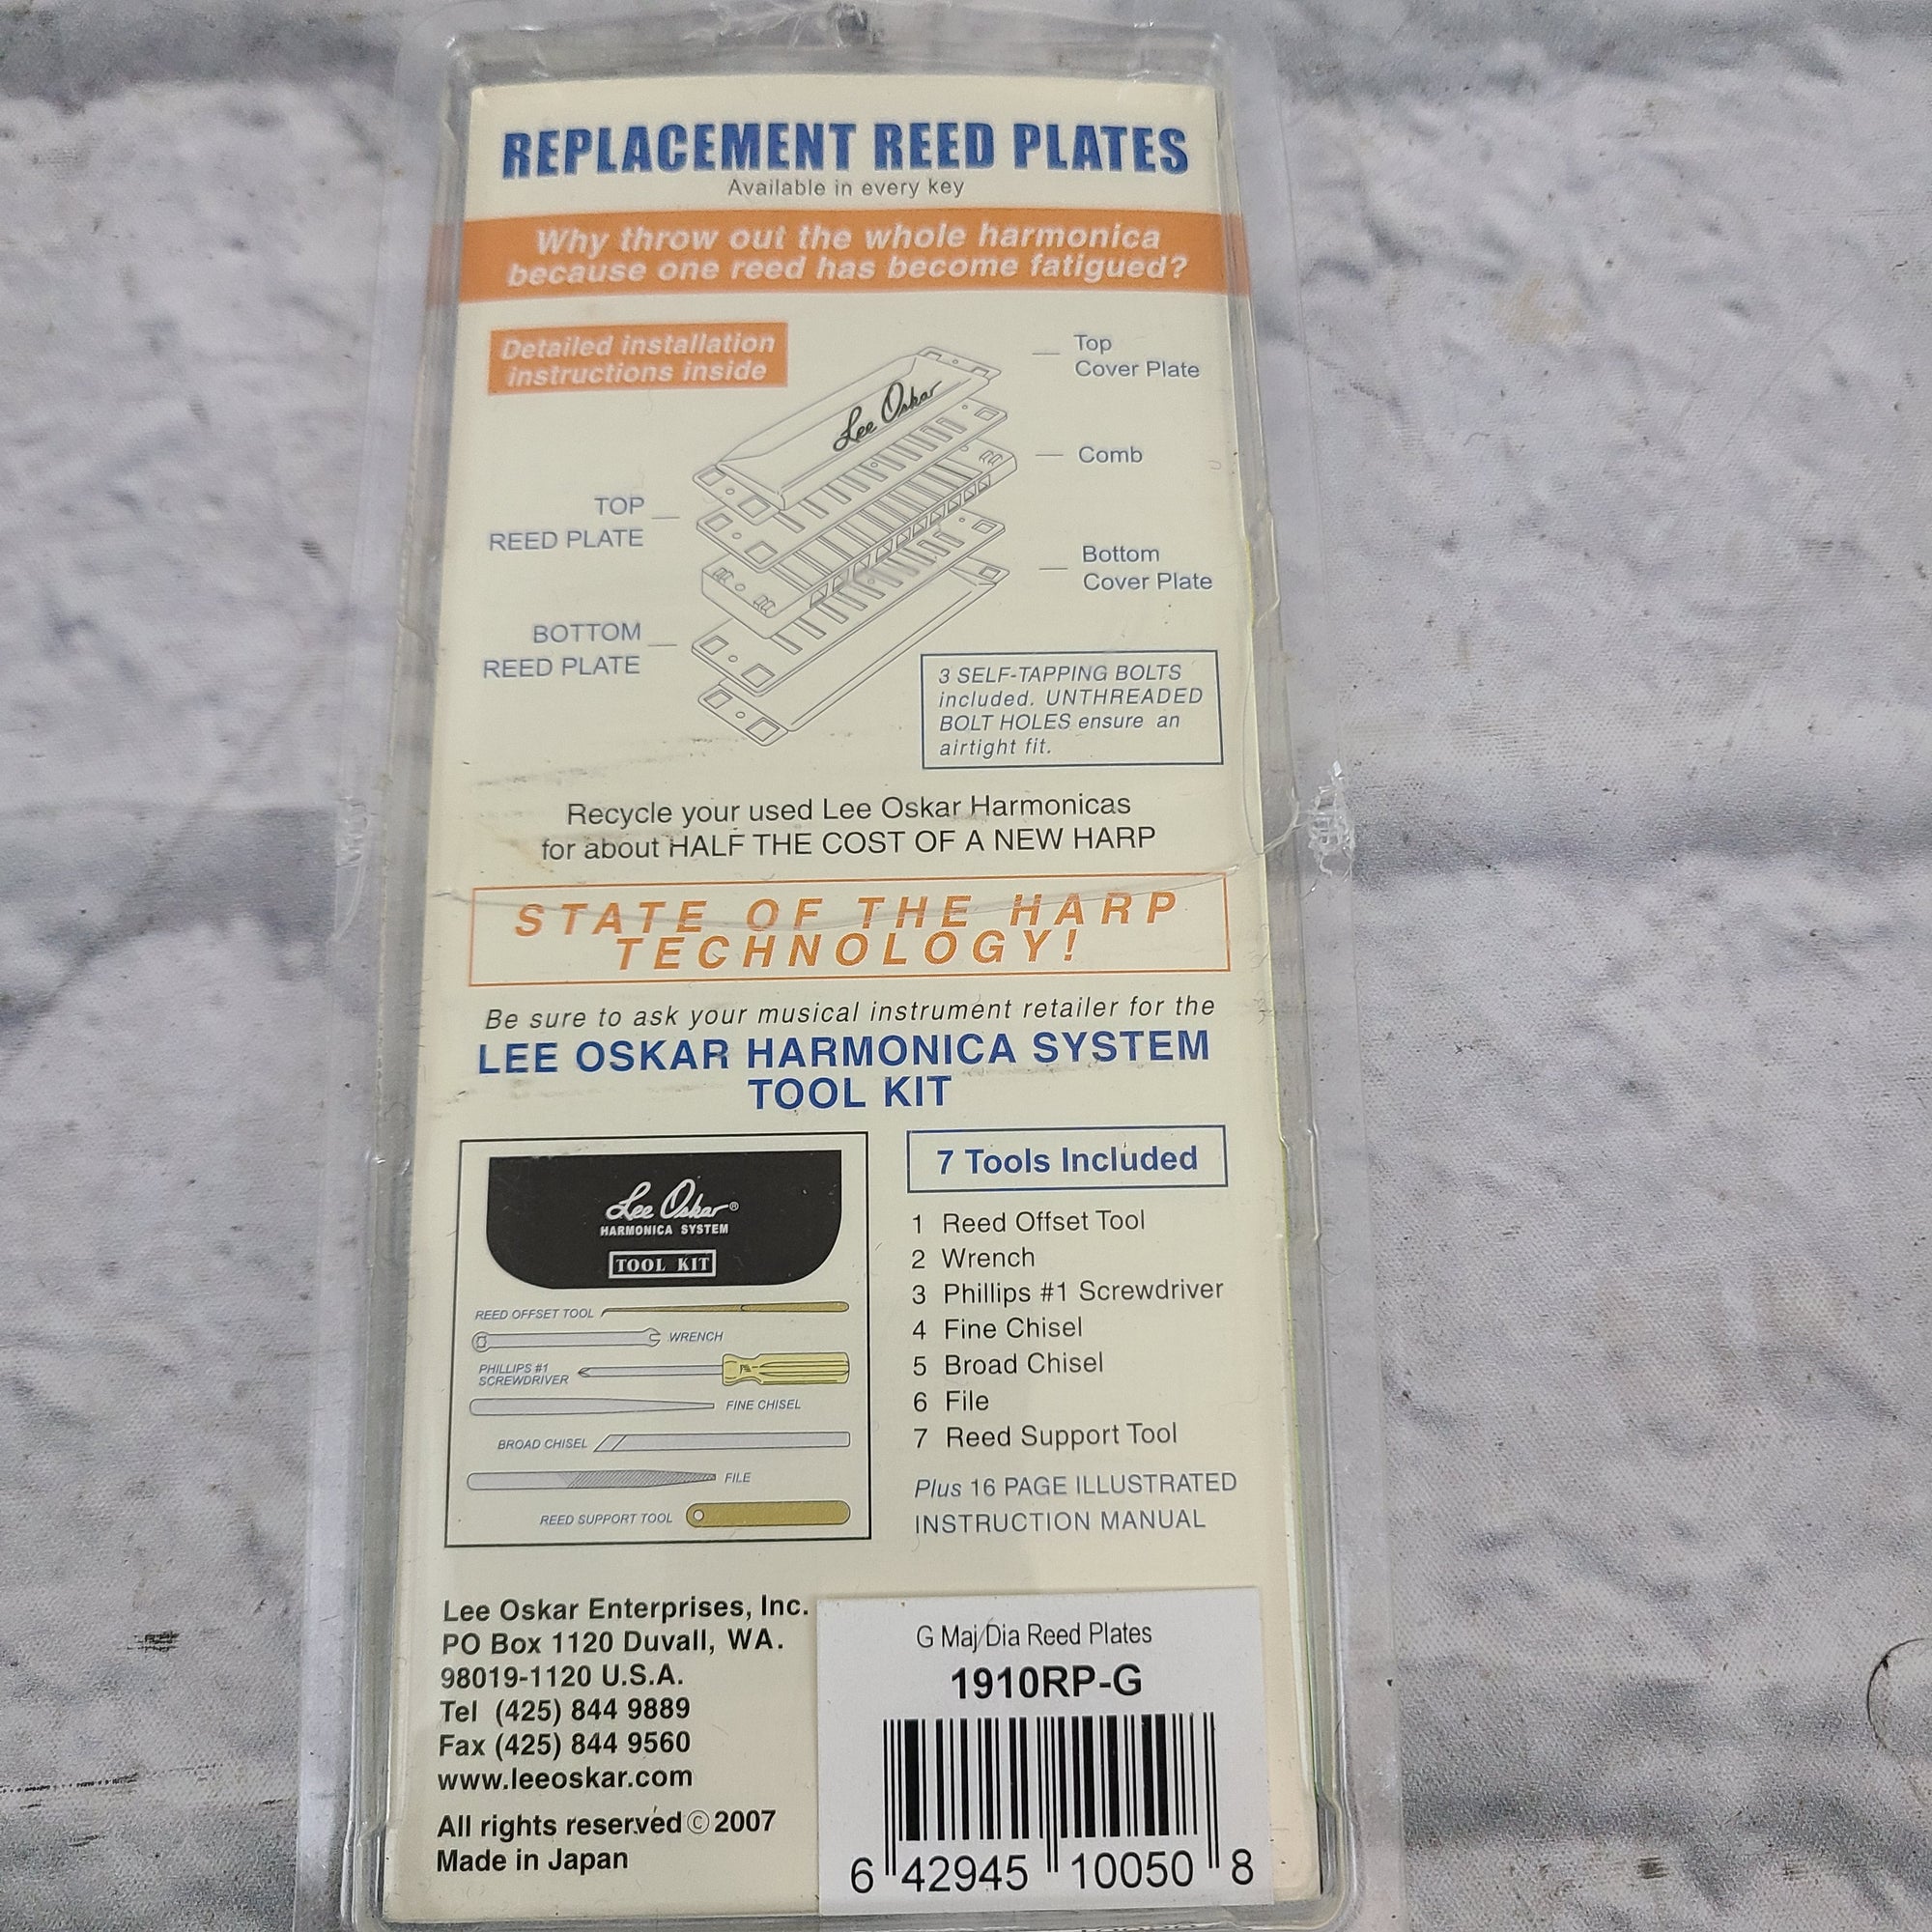 REPLACEMENT REED PLATES
Available in every key
Why throw out the whole harmonica
because one reed has become fatigued?
Detailed installation
instructions inside
Top
Cover Plate
Lee Oskar
Comb
TOP
REED PLATE
Bottom
Cover Plate
BOTTOM
REED PLATE
3 SELF-TAPPING BOLTS
included. UNTHREADED
BOLT HOLES ensure an
airtight fit.
Recycle your used Lee Oskar Harmonicas
for about HALF THE COST OF A NEW HARP
STATE OF THE HARP
TECHNOLOGY!
Be sure to ask your musical instrument retailer for the
LEE OSKAR HARMONICA SYSTEM
TOOL KIT
Lee Oskar®
HARMONICA SYSTEM
TOOL KIT
REED OFFSET TOOL
WRENCH
PHILLIPS #1
SCREWDRIVER
FINE CHISEL
BROAD CHISEL
FILE
REED SUPPORT TOOL
7 Tools Included
1 Reed Offset Tool
2 Wrench
3 Phillips #1 Screwdriver
4 Fine Chisel
5 Broad Chisel
6 File
7 Reed Support Tool
Plus 16 PAGE ILLUSTRATED
INSTRUCTION MANUAL
Lee Oskar Enterprises, Inc.
PO Box 1120 Duvall, WA.
98019-1120 U.S.A.
Tel (425) 844 9889
Fax (425) 844 9560
www.leeoskar.com
All rights reserved © 2007
Made in Japan
G Maj/Dia Reed Plates
1910RP-G
6 42945 10050 8